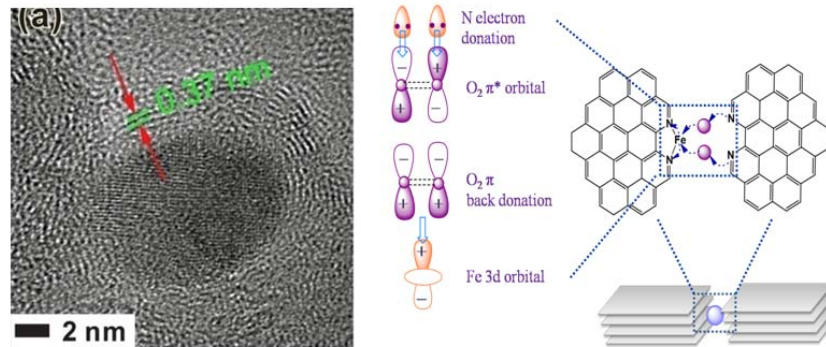 (a)
= 0.37 nm
2 nm
N electron
donation
− +
+ −
O2 π* orbital
− −
+ +
O2 π
back donation
+
−
Fe 3d orbital
N N
Fe
N N